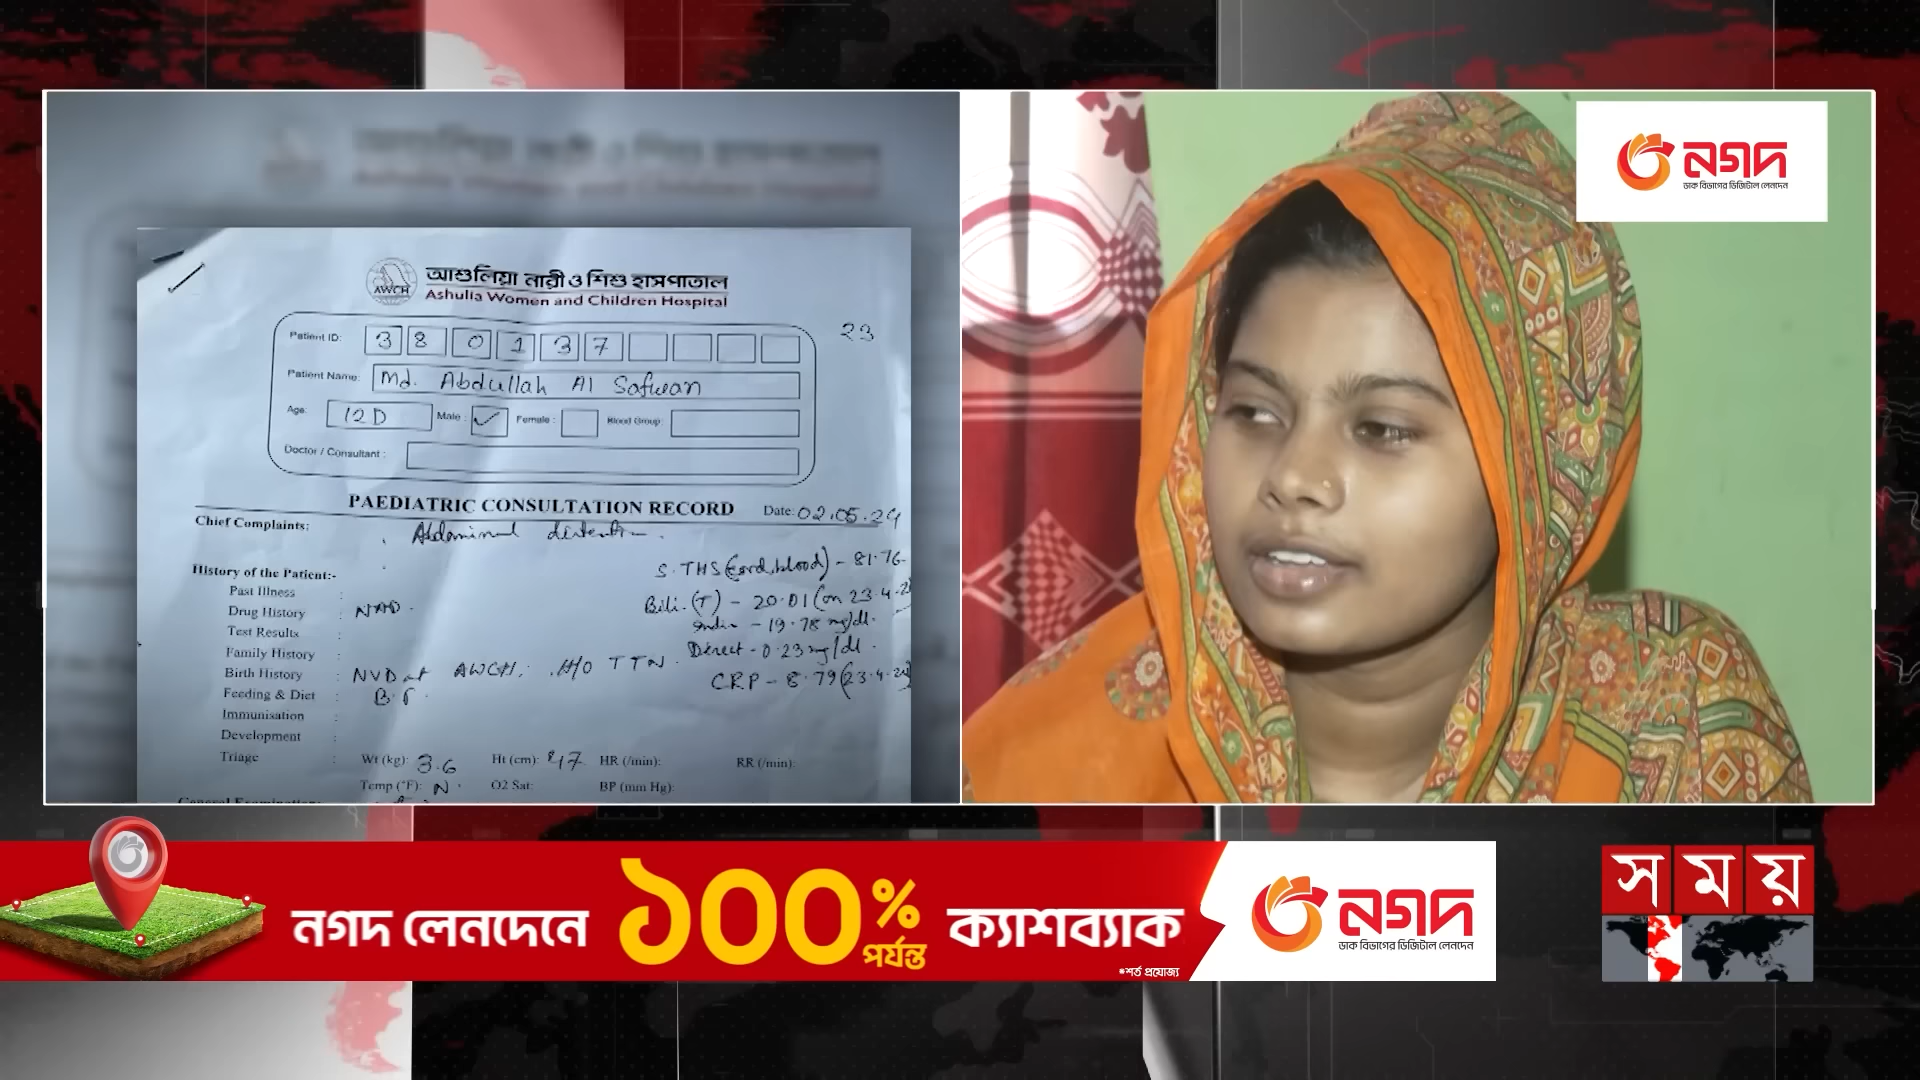 আশুলিয়া নারী ও শিশু হাসপাতাল
AWCH
Ashulia Women and Children Hospital
23
Patient ID: 3 8 0 1 3 7
Patient Name: Md. Abdullah Al Safwan
Age: 12 D Male : ✓ Female : Blood Group:
Doctor / Consultant :
PAEDIATRIC CONSULTATION RECORD Date: 02.05.24
Chief Complaints:
Abdominal
History of the Patient:-
S. THS (cord blood) - 81.76
Past Illness :
Bili. (T) - 20.01 (on 23.4.2
Drug History : NAD.
- 19.78 mg/dl.
Test Results :
Direct - 0.23 mg/dl.
Family History :
Birth History : NVD at AWCH. H/O TTN.
CRP - 8.79 (23.4.24)
Feeding & Diet : B.F.
Immunisation :
Development :
Triage : Wt (kg): 3.6 Ht (cm): 47 HR (/min): RR (/min):
Temp (°F): N. O2 Sat: BP (mm Hg):
নগদ
ডাক বিভাগের ডিজিটাল লেনদেন
নগদ লেনদেনে ১০০% পর্যন্ত ক্যাশব্যাক
*শর্ত প্রযোজ্য
নগদ
ডাক বিভাগের ডিজিটাল লেনদেন
সময়